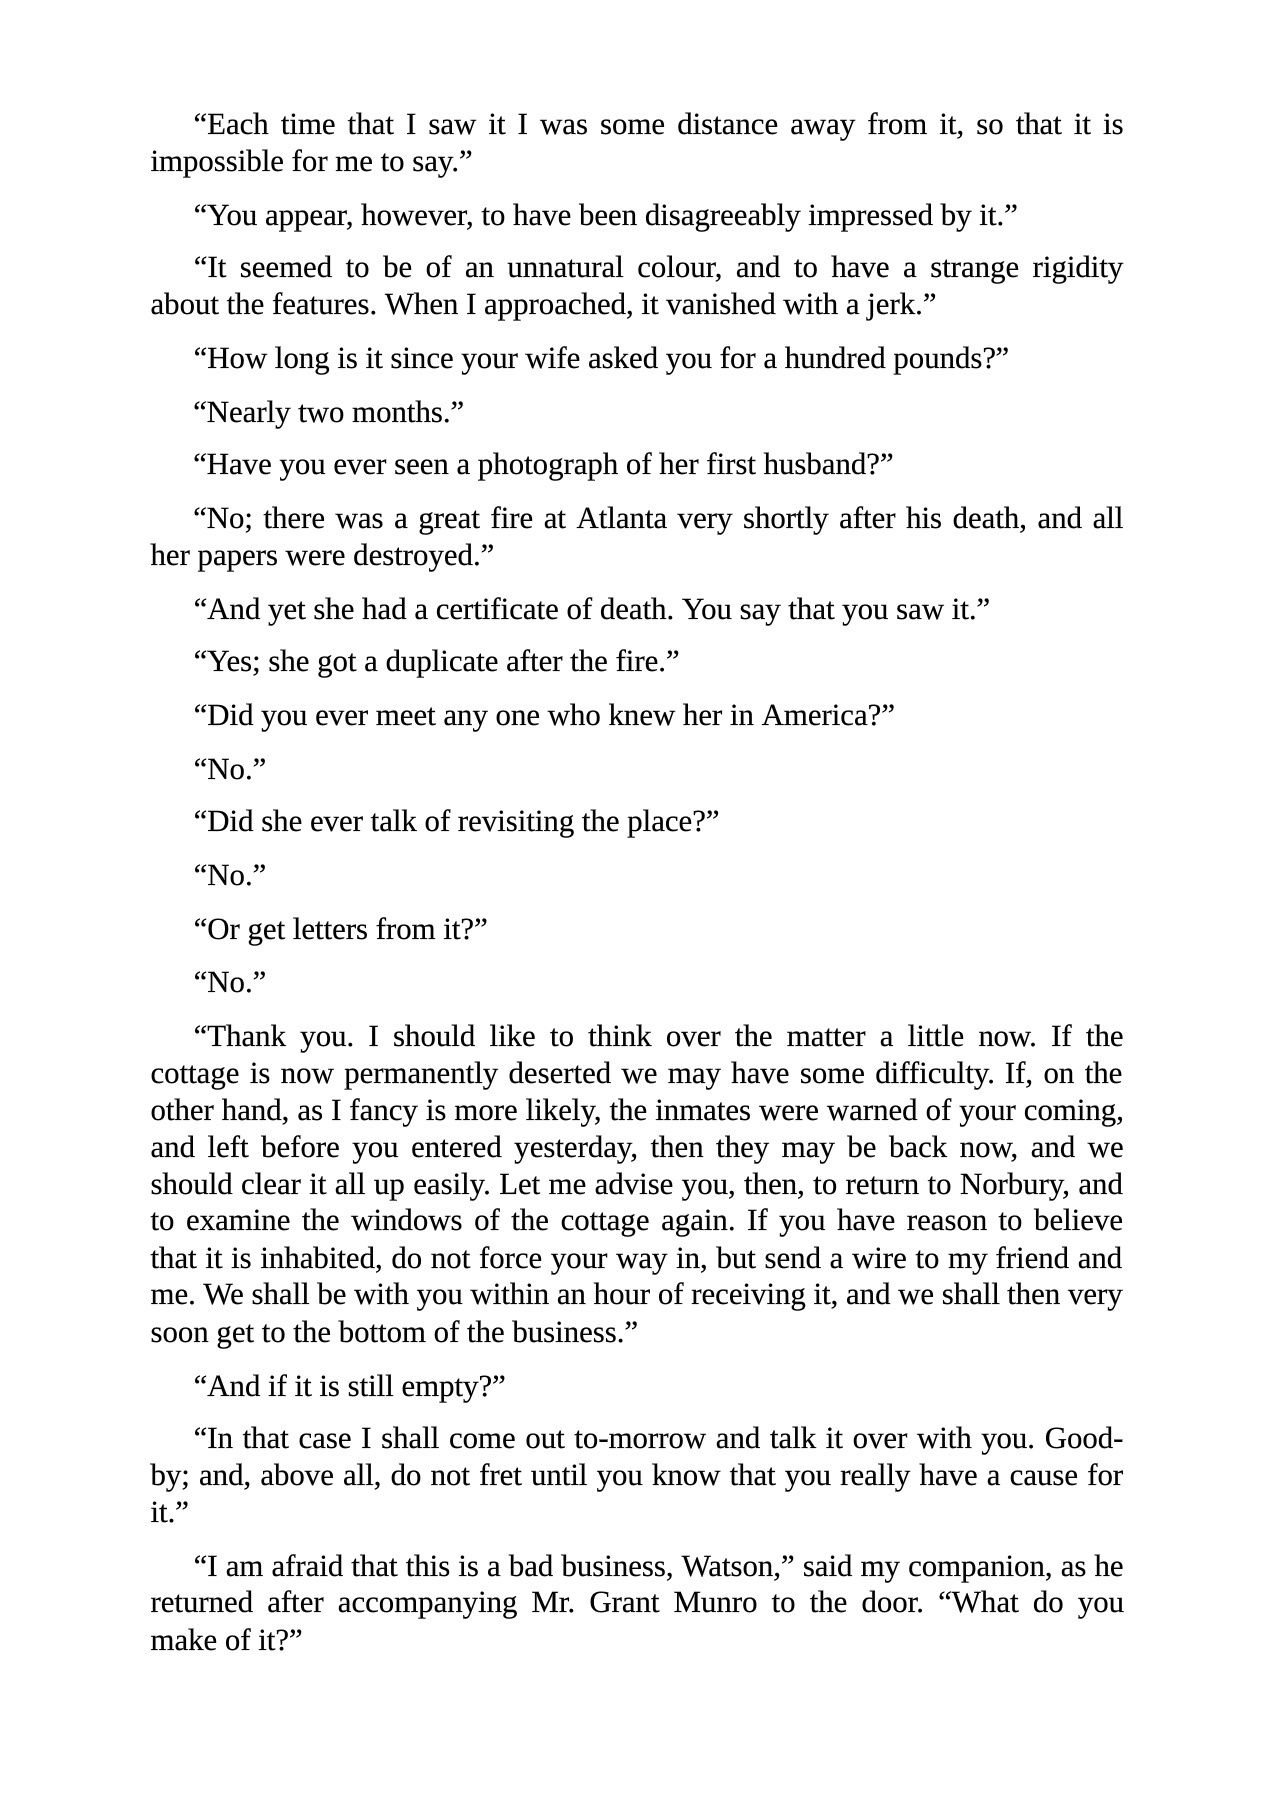 “Each time that I saw it I was some distance away from it, so that it is
impossible for me to say.”
“You appear, however, to have been disagreeably impressed by it.”
“It seemed to be of an unnatural colour, and to have a strange rigidity
about the features. When I approached, it vanished with a jerk.”
“How long is it since your wife asked you for a hundred pounds?”
“Nearly two months.”
“Have you ever seen a photograph of her first husband?”
“No; there was a great fire at Atlanta very shortly after his death, and all
her papers were destroyed.”
“And yet she had a certificate of death. You say that you saw it.”
“Yes; she got a duplicate after the fire.”
“Did you ever meet any one who knew her in America?”
“No.”
“Did she ever talk of revisiting the place?”
“No.”
“Or get letters from it?”
“No.”
“Thank you. I should like to think over the matter a little now. If the
cottage is now permanently deserted we may have some difficulty. If, on the
other hand, as I fancy is more likely, the inmates were warned of your coming,
and left before you entered yesterday, then they may be back now, and we
should clear it all up easily. Let me advise you, then, to return to Norbury, and
to examine the windows of the cottage again. If you have reason to believe
that it is inhabited, do not force your way in, but send a wire to my friend and
me. We shall be with you within an hour of receiving it, and we shall then very
soon get to the bottom of the business.”
“And if it is still empty?”
“In that case I shall come out to-morrow and talk it over with you. Good-
by; and, above all, do not fret until you know that you really have a cause for
it.”
“I am afraid that this is a bad business, Watson,” said my companion, as he
returned after accompanying Mr. Grant Munro to the door. “What do you
make of it?”